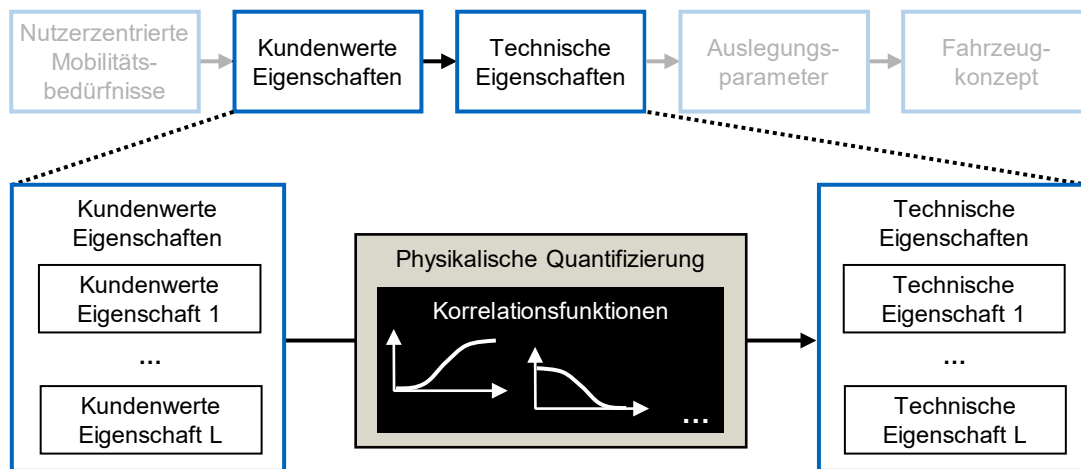 Nutzerzentrierte
Mobilitäts-
bedürfnisse
Kundenwerte
Eigenschaften
Technische
Eigenschaften
Auslegungs-
parameter
Fahrzeug-
konzept
Kundenwerte
Eigenschaften
Kundenwerte
Eigenschaft 1
...
Kundenwerte
Eigenschaft L
Physikalische Quantifizierung
Korrelationsfunktionen
...
Technische
Eigenschaften
Technische
Eigenschaft 1
...
Technische
Eigenschaft L